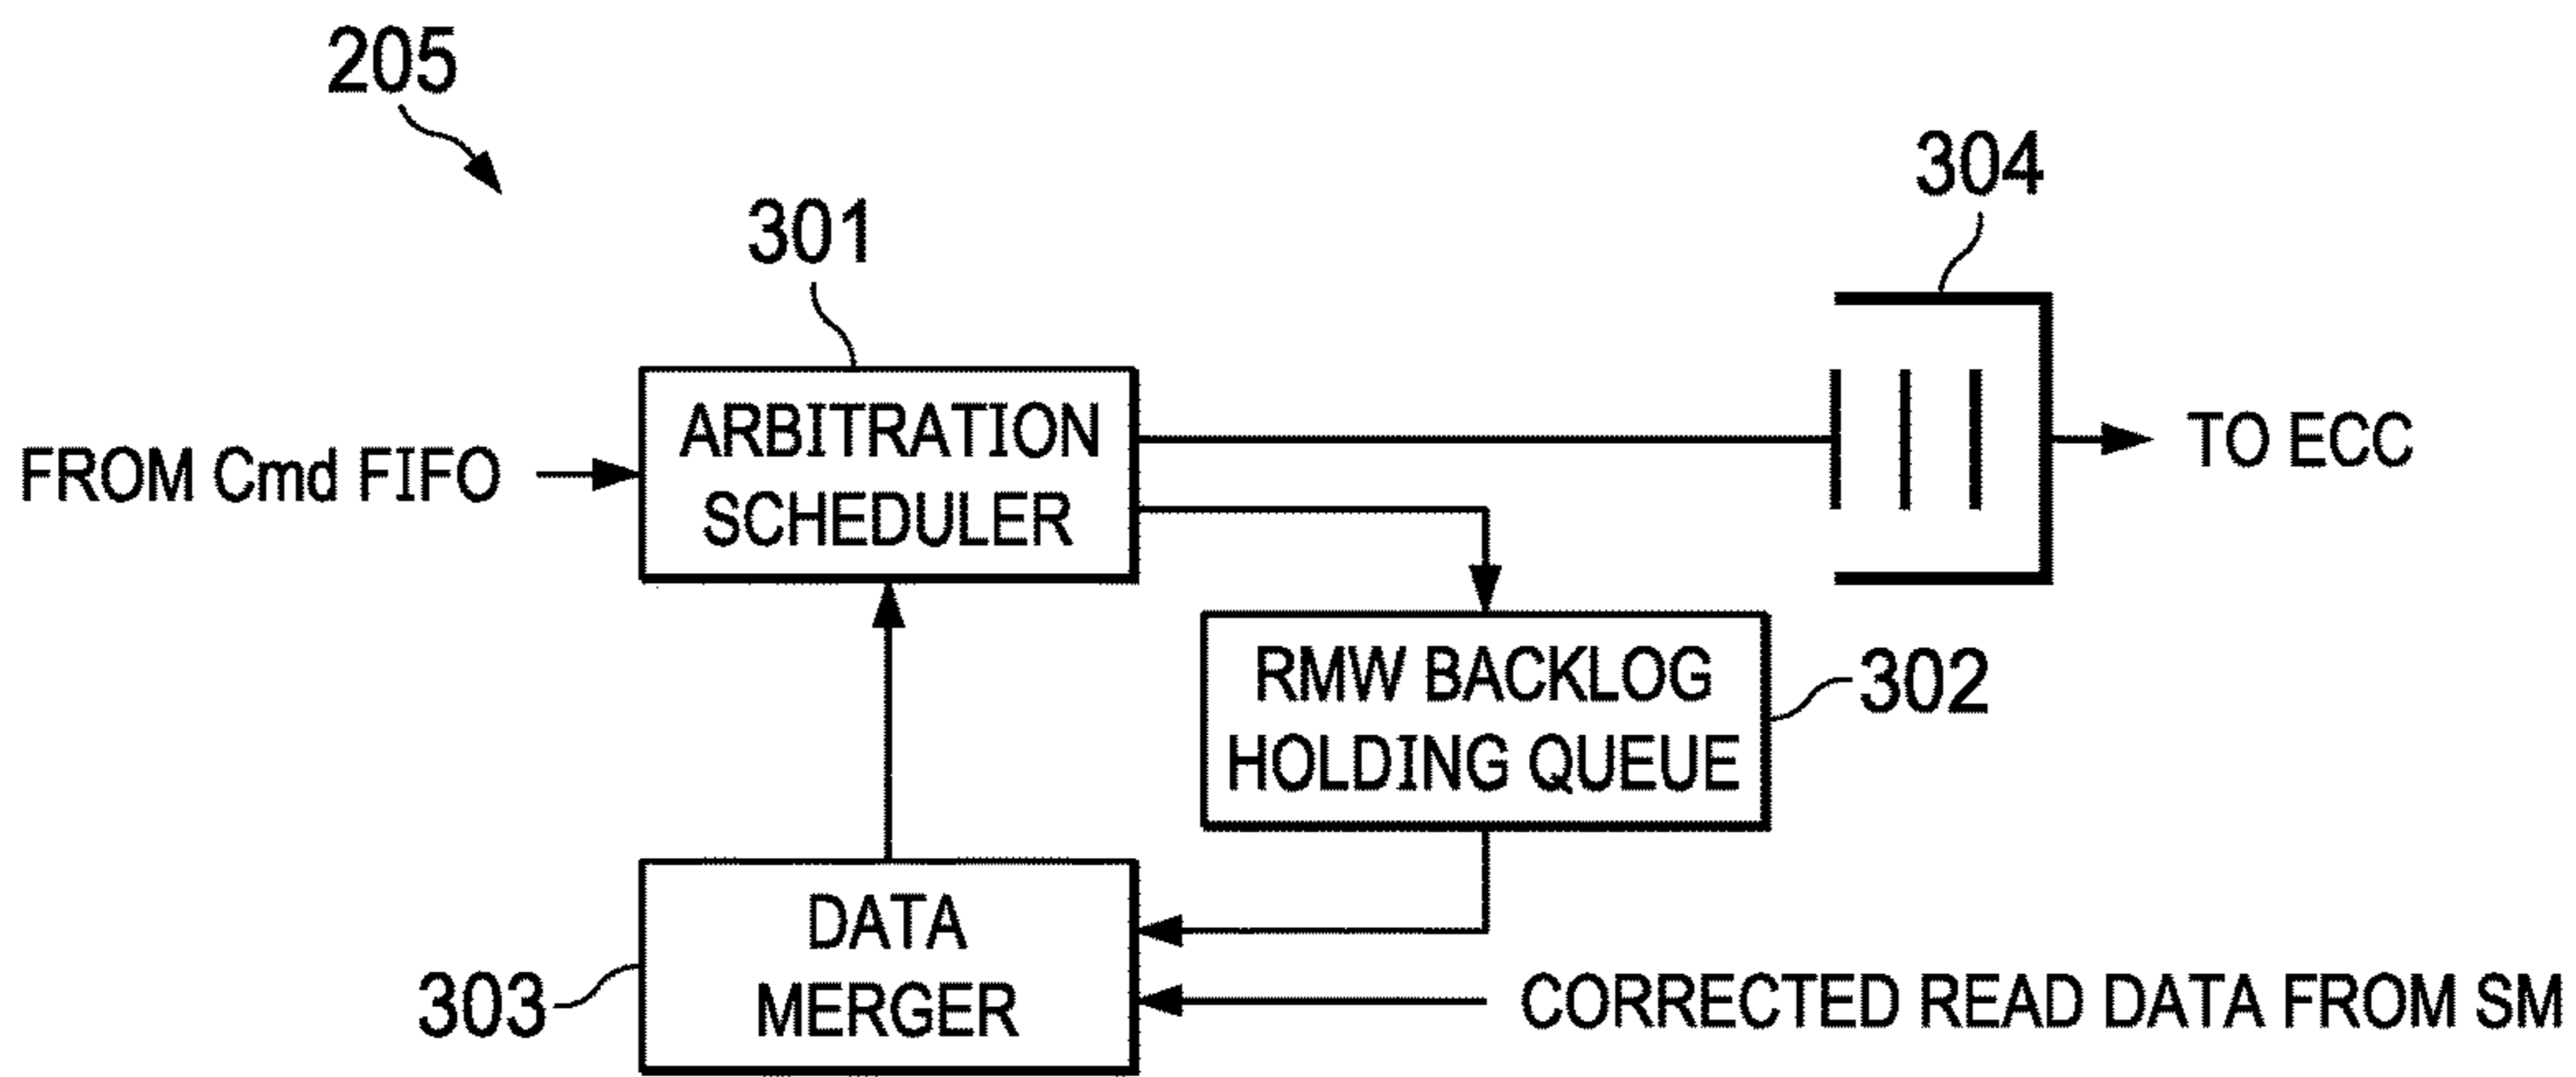 205
304
301
ARBITRATION
SCHEDULER
FROM Cmd FIFO
TO ECC
RMW BACKLOG
HOLDING QUEUE
302
DATA
MERGER
303
CORRECTED READ DATA FROM SM